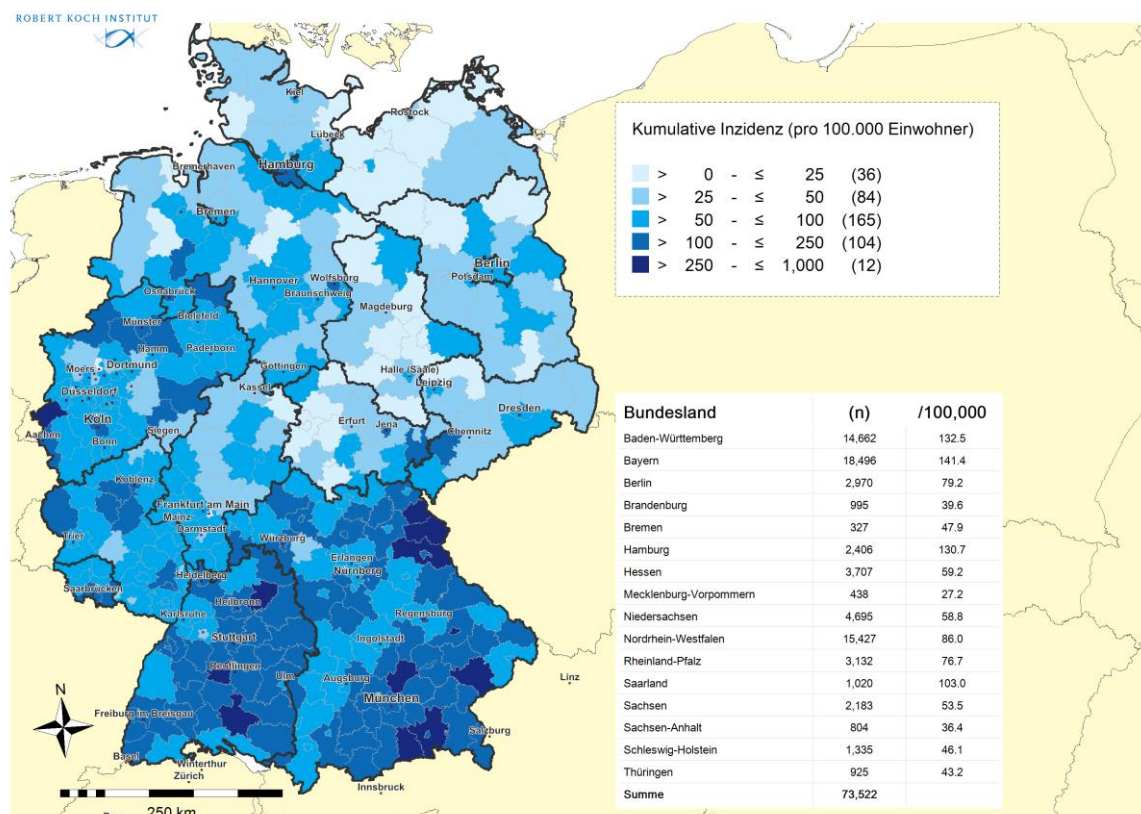 ROBERT KOCH INSTITUT
Kiel
Rostock
Lübeck
Hamburg
Bremerhaven
Bremen
Berlin
Potsdam
Hannover
Wolfsburg
Braunschweig
Magdeburg
Osnabrück
Münster
Bielefeld
Hamm
Paderborn
Moers
Dortmund
Göttingen
Halle (Saale)
Leipzig
Düsseldorf
Kassel
Dresden
Köln
Erfurt
Jena
Chemnitz
Aachen
Siegen
Bonn
Koblenz
Frankfurt am Main
Mainz
Darmstadt
Trier
Würzburg
Erlangen
Nürnberg
Heidelberg
Saarbrücken
Heilbronn
Karlsruhe
Regensburg
Stuttgart
Ingolstadt
Reutlingen
Ulm
Augsburg
München
Linz
Freiburg im Breisgau
Salzburg
Basel
Winterthur
Zürich
Innsbruck
N
250 km
Kumulative Inzidenz (pro 100.000 Einwohner)
> 0 - ≤ 25 (36)
> 25 - ≤ 50 (84)
> 50 - ≤ 100 (165)
> 100 - ≤ 250 (104)
> 250 - ≤ 1,000 (12)
Bundesland (n) /100,000
Baden-Württemberg 14,662 132.5
Bayern 18,496 141.4
Berlin 2,970 79.2
Brandenburg 995 39.6
Bremen 327 47.9
Hamburg 2,406 130.7
Hessen 3,707 59.2
Mecklenburg-Vorpommern 438 27.2
Niedersachsen 4,695 58.8
Nordrhein-Westfalen 15,427 86.0
Rheinland-Pfalz 3,132 76.7
Saarland 1,020 103.0
Sachsen 2,183 53.5
Sachsen-Anhalt 804 36.4
Schleswig-Holstein 1,335 46.1
Thüringen 925 43.2
Summe 73,522